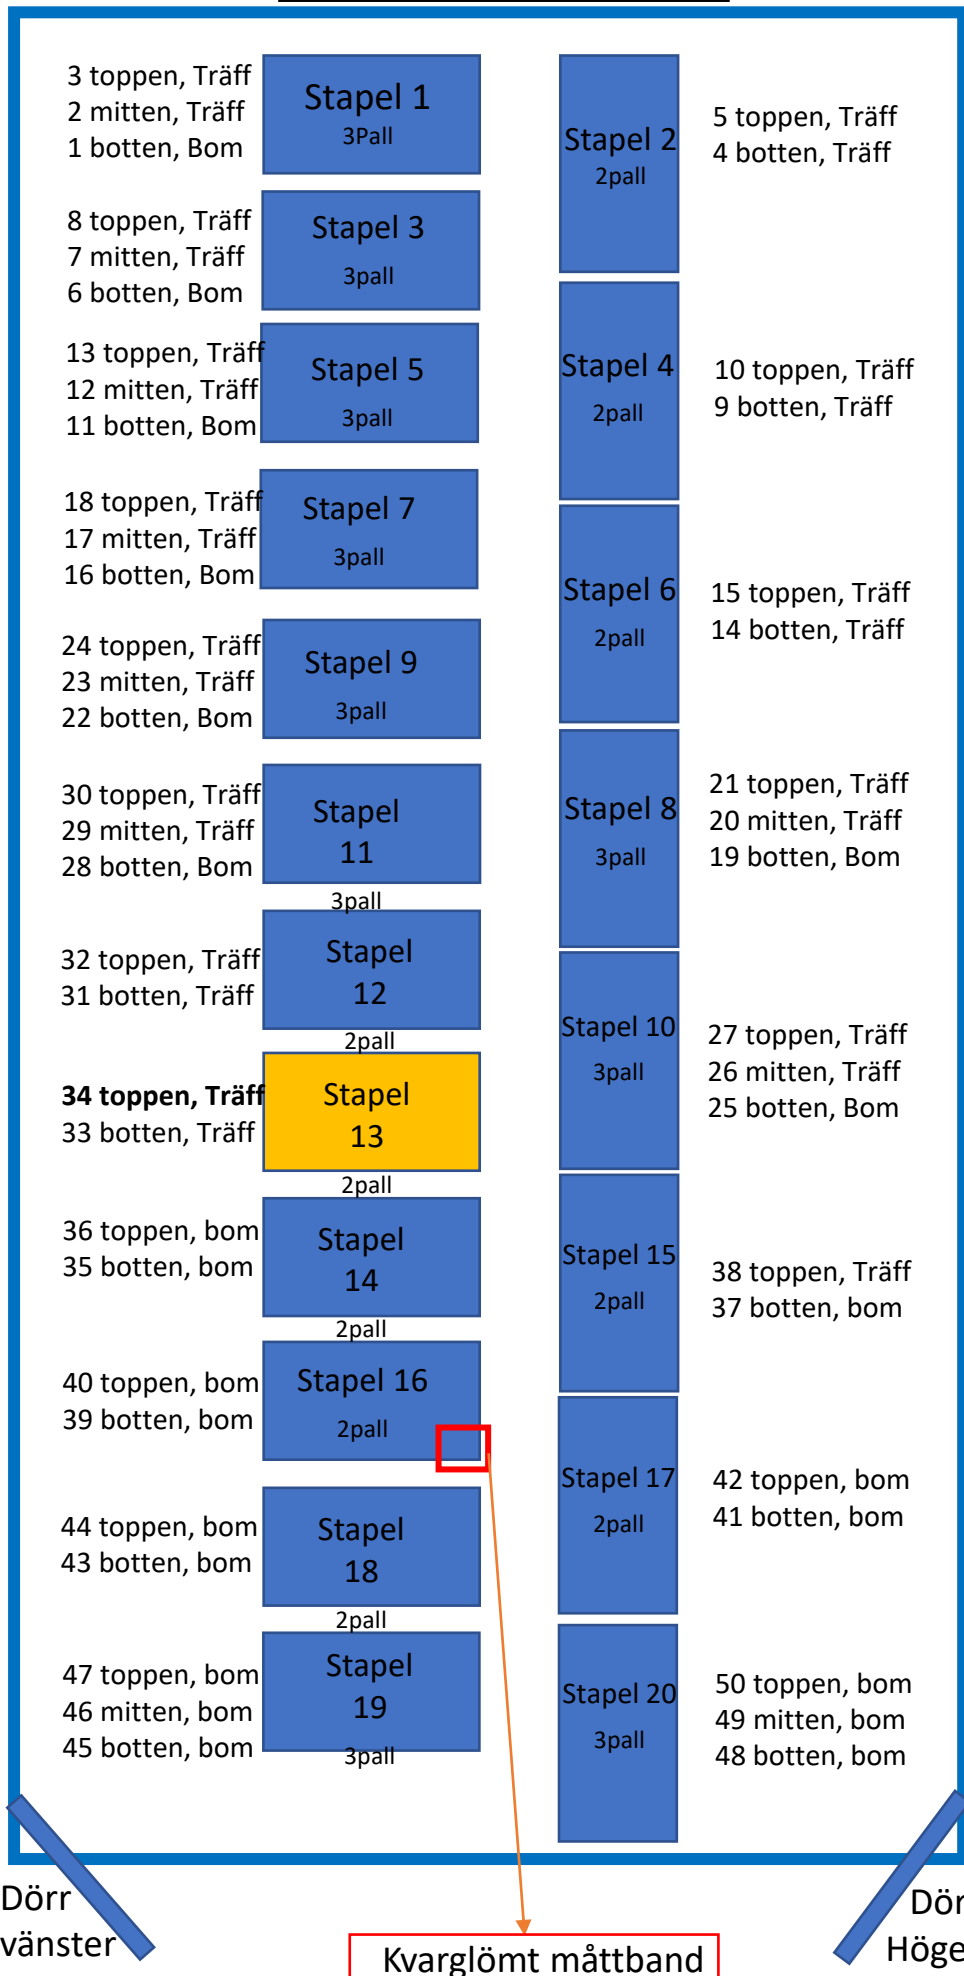 3 toppen, Träff
2 mitten, Träff
1 botten, Bom
Stapel 1
3Pall
Stapel 2
2pall
5 toppen, Träff
4 botten, Träff
8 toppen, Träff
7 mitten, Träff
6 botten, Bom
Stapel 3
3pall
13 toppen, Träff
12 mitten, Träff
11 botten, Bom
Stapel 5
3pall
Stapel 4
2pall
10 toppen, Träff
9 botten, Träff
18 toppen, Träff
17 mitten, Träff
16 botten, Bom
Stapel 7
3pall
Stapel 6
2pall
15 toppen, Träff
14 botten, Träff
24 toppen, Träff
23 mitten, Träff
22 botten, Bom
Stapel 9
3pall
Stapel 8
3pall
21 toppen, Träff
20 mitten, Träff
19 botten, Bom
30 toppen, Träff
29 mitten, Träff
28 botten, Bom
Stapel
11
3pall
32 toppen, Träff
31 botten, Träff
Stapel
12
2pall
Stapel 10
3pall
27 toppen, Träff
26 mitten, Träff
25 botten, Bom
34 toppen, Träff
33 botten, Träff
Stapel
13
2pall
36 toppen, bom
35 botten, bom
Stapel
14
2pall
Stapel 15
2pall
38 toppen, Träff
37 botten, bom
40 toppen, bom
39 botten, bom
Stapel 16
2pall
Stapel 17
2pall
42 toppen, bom
41 botten, bom
44 toppen, bom
43 botten, bom
Stapel
18
2pall
47 toppen, bom
46 mitten, bom
45 botten, bom
Stapel
19
3pall
Stapel 20
3pall
50 toppen, bom
49 mitten, bom
48 botten, bom
Dörr
vänster
Kvarglömt måttband
Dör
Höge